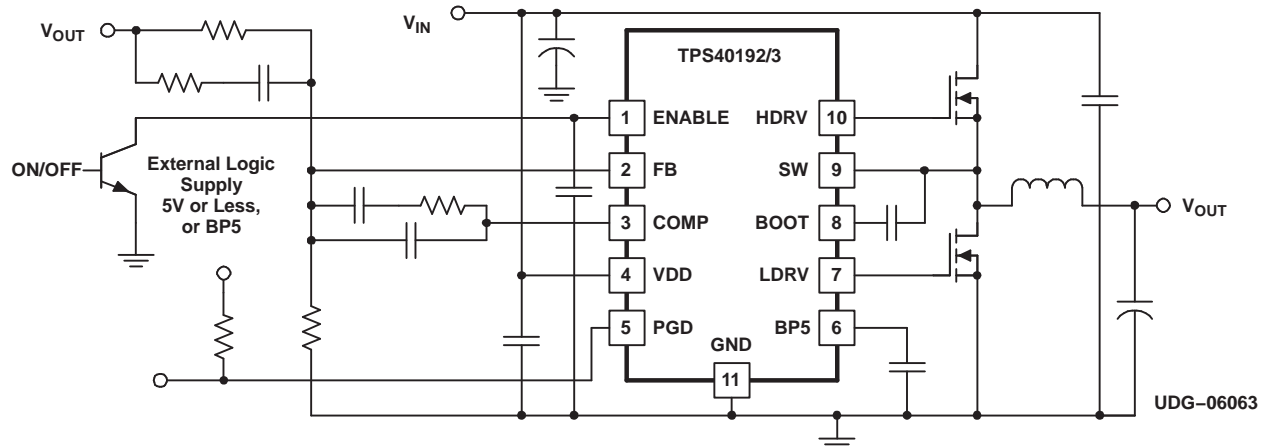 VOUT
VIN
TPS40192/3
1 ENABLE
HDRV 10
ON/OFF
External Logic
Supply
5V or Less,
or BP5
2 FB
SW 9
3 COMP
BOOT 8
VOUT
4 VDD
LDRV 7
5 PGD
BP5 6
GND
11
UDG–06063